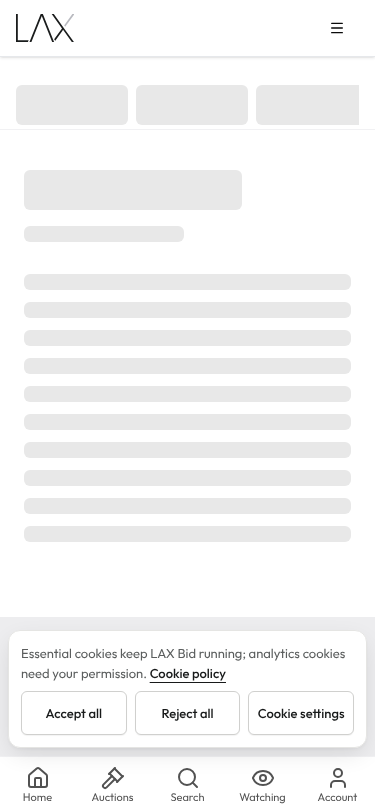 LAX
Essential cookies keep LAX Bid running; analytics cookies
need your permission. Cookie policy
Accept all
Reject all
Cookie settings
Home
Auctions
Search
Watching
Account